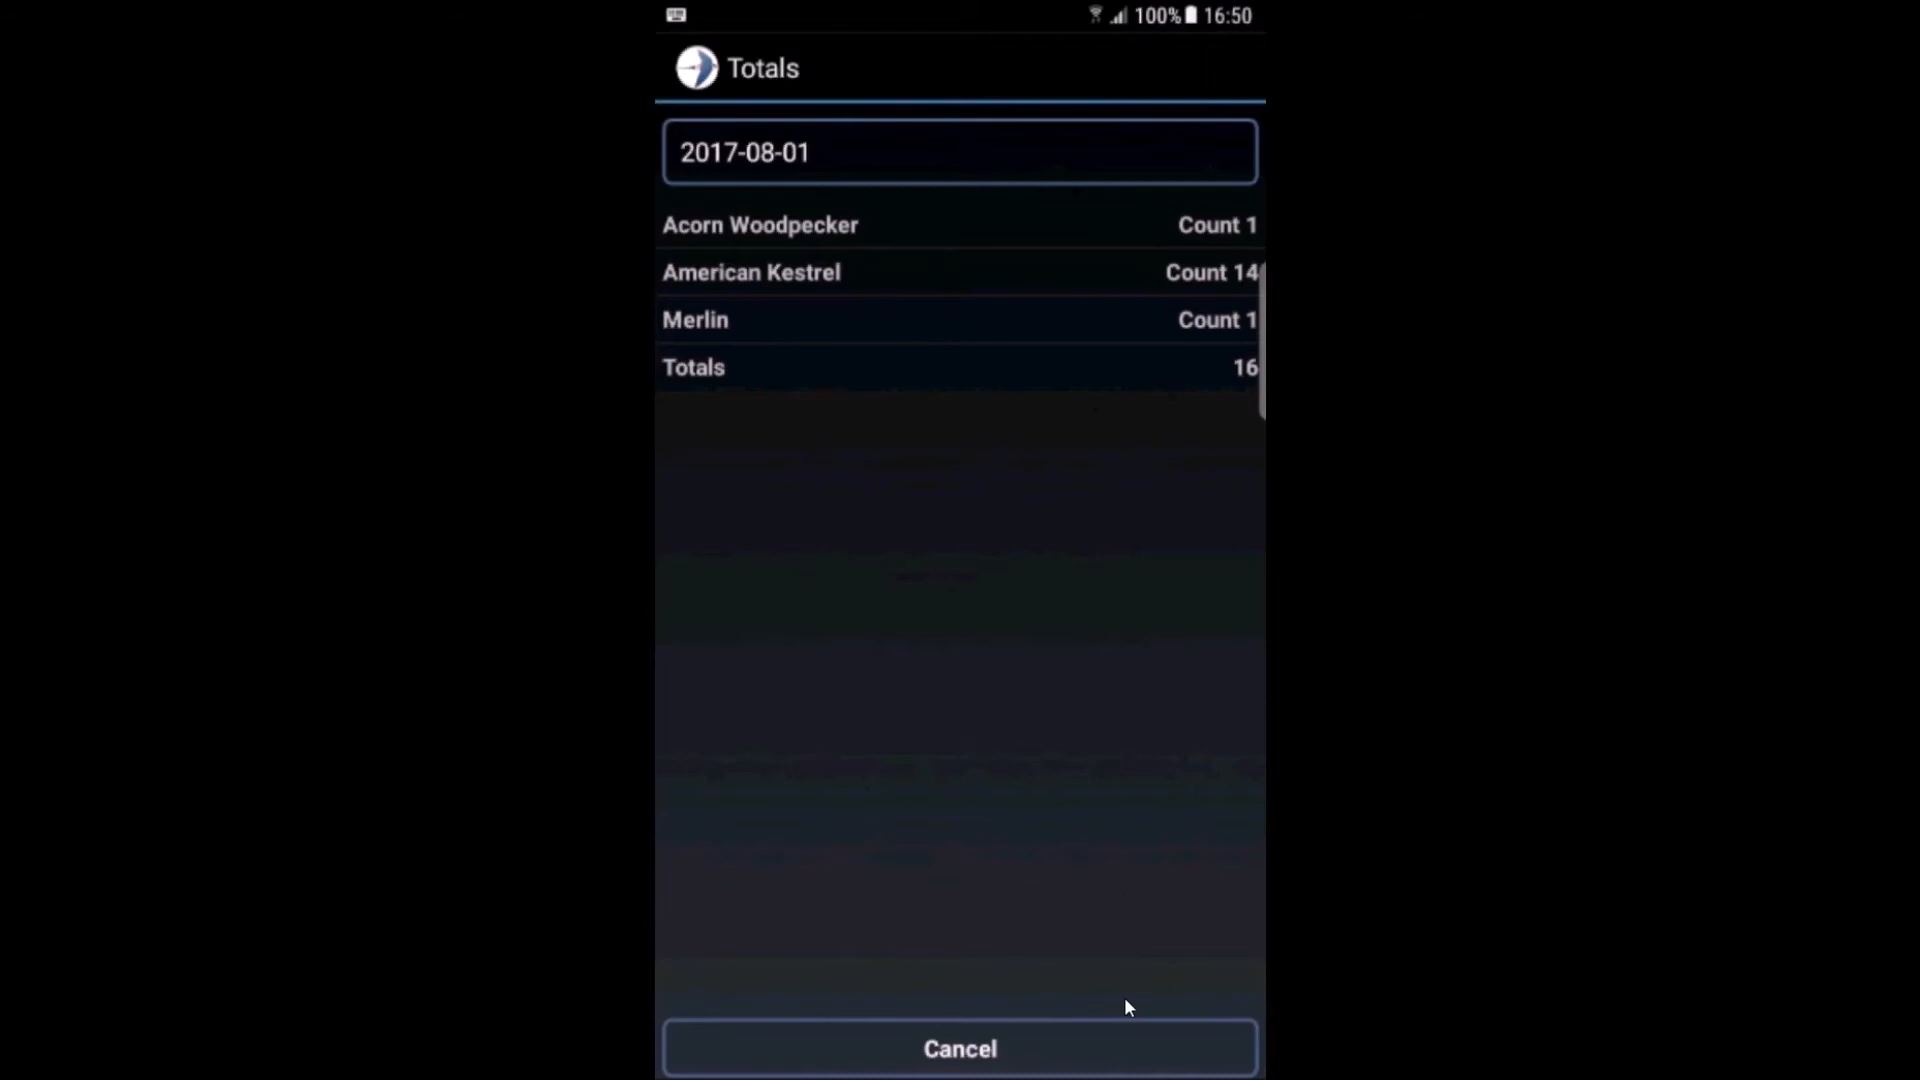 100% 16:50
Totals
2017-08-01
Acorn Woodpecker Count 1
American Kestrel Count 14
Merlin Count 1
Totals 16
Cancel